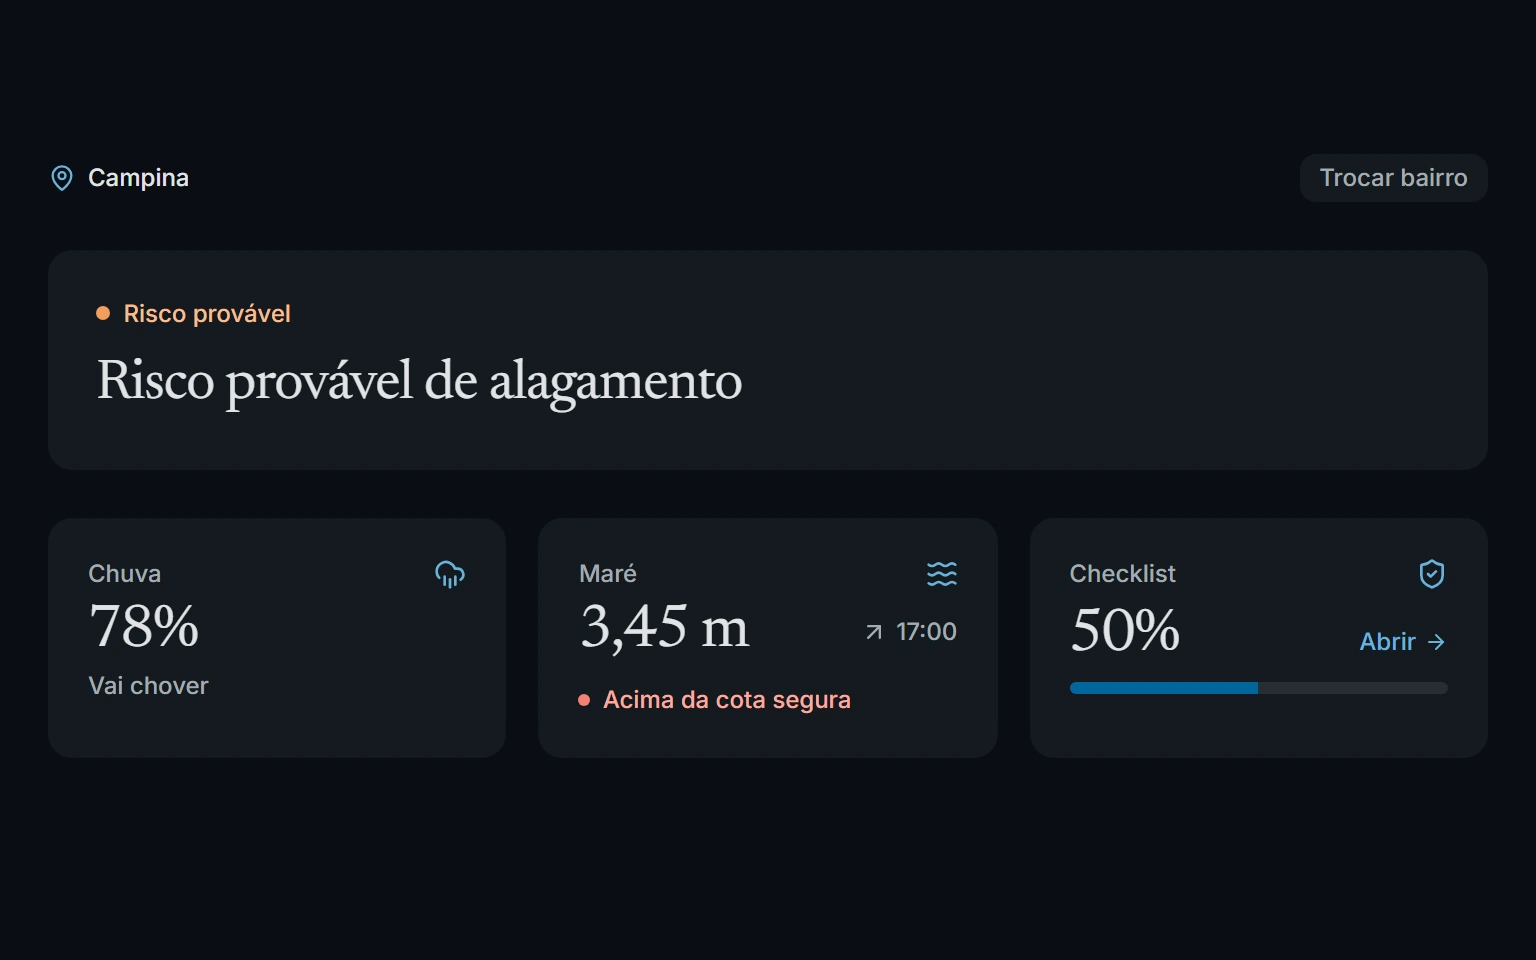 Campina
Trocar bairro
Risco provável
Risco provável de alagamento
Chuva
78%
Vai chover
Maré
3,45 m
17:00
Acima da cota segura
Checklist
50%
Abrir